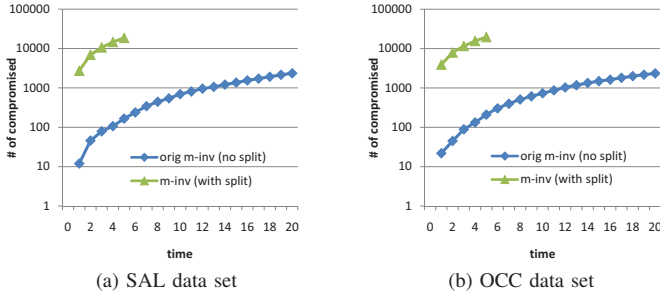 100000
10000
1000
100
10
1
# of compromised
orig m-inv (no split)
m-inv (with split)
0 2 4 6 8 10 12 14 16 18 20
time
(a) SAL data set
100000
10000
1000
100
10
1
# of compromised
orig m-inv (no split)
m-inv (with split)
0 2 4 6 8 10 12 14 16 18 20
time
(b) OCC data set